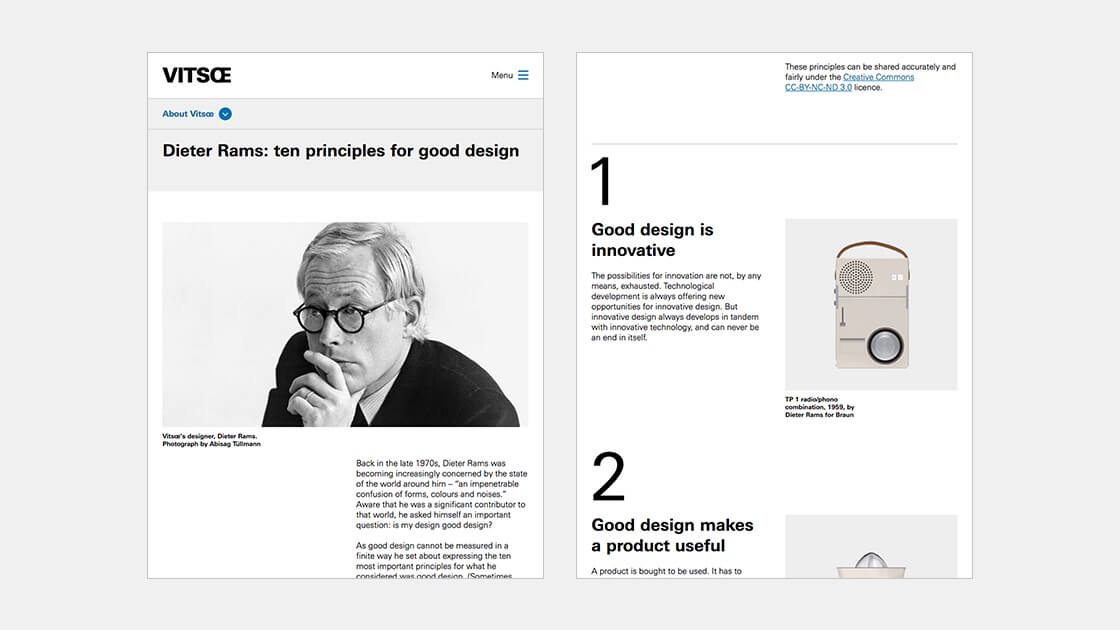 VITSŒ
Menu
About Vitsœ
Dieter Rams: ten principles for good design
Vitsœ's designer, Dieter Rams.
Photograph by Abisag Tüllmann
Back in the late 1970s, Dieter Rams was
becoming increasingly concerned by the state
of the world around him – “an impenetrable
confusion of forms, colours and noises.”
Aware that he was a significant contributor to
that world, he asked himself an important
question: is my design good design?
As good design cannot be measured in a
finite way he set about expressing the ten
most important principles for what he
considered was good design. (Sometimes
These principles can be shared accurately and
fairly under the Creative Commons
CC-BY-NC-ND 3.0 licence.
1
Good design is
innovative
The possibilities for innovation are not, by any
means, exhausted. Technological
development is always offering new
opportunities for innovative design. But
innovative design always develops in tandem
with innovative technology, and can never be
an end in itself.
TP 1 radio/phono
combination, 1959, by
Dieter Rams for Braun
2
Good design makes
a product useful
A product is bought to be used. It has to